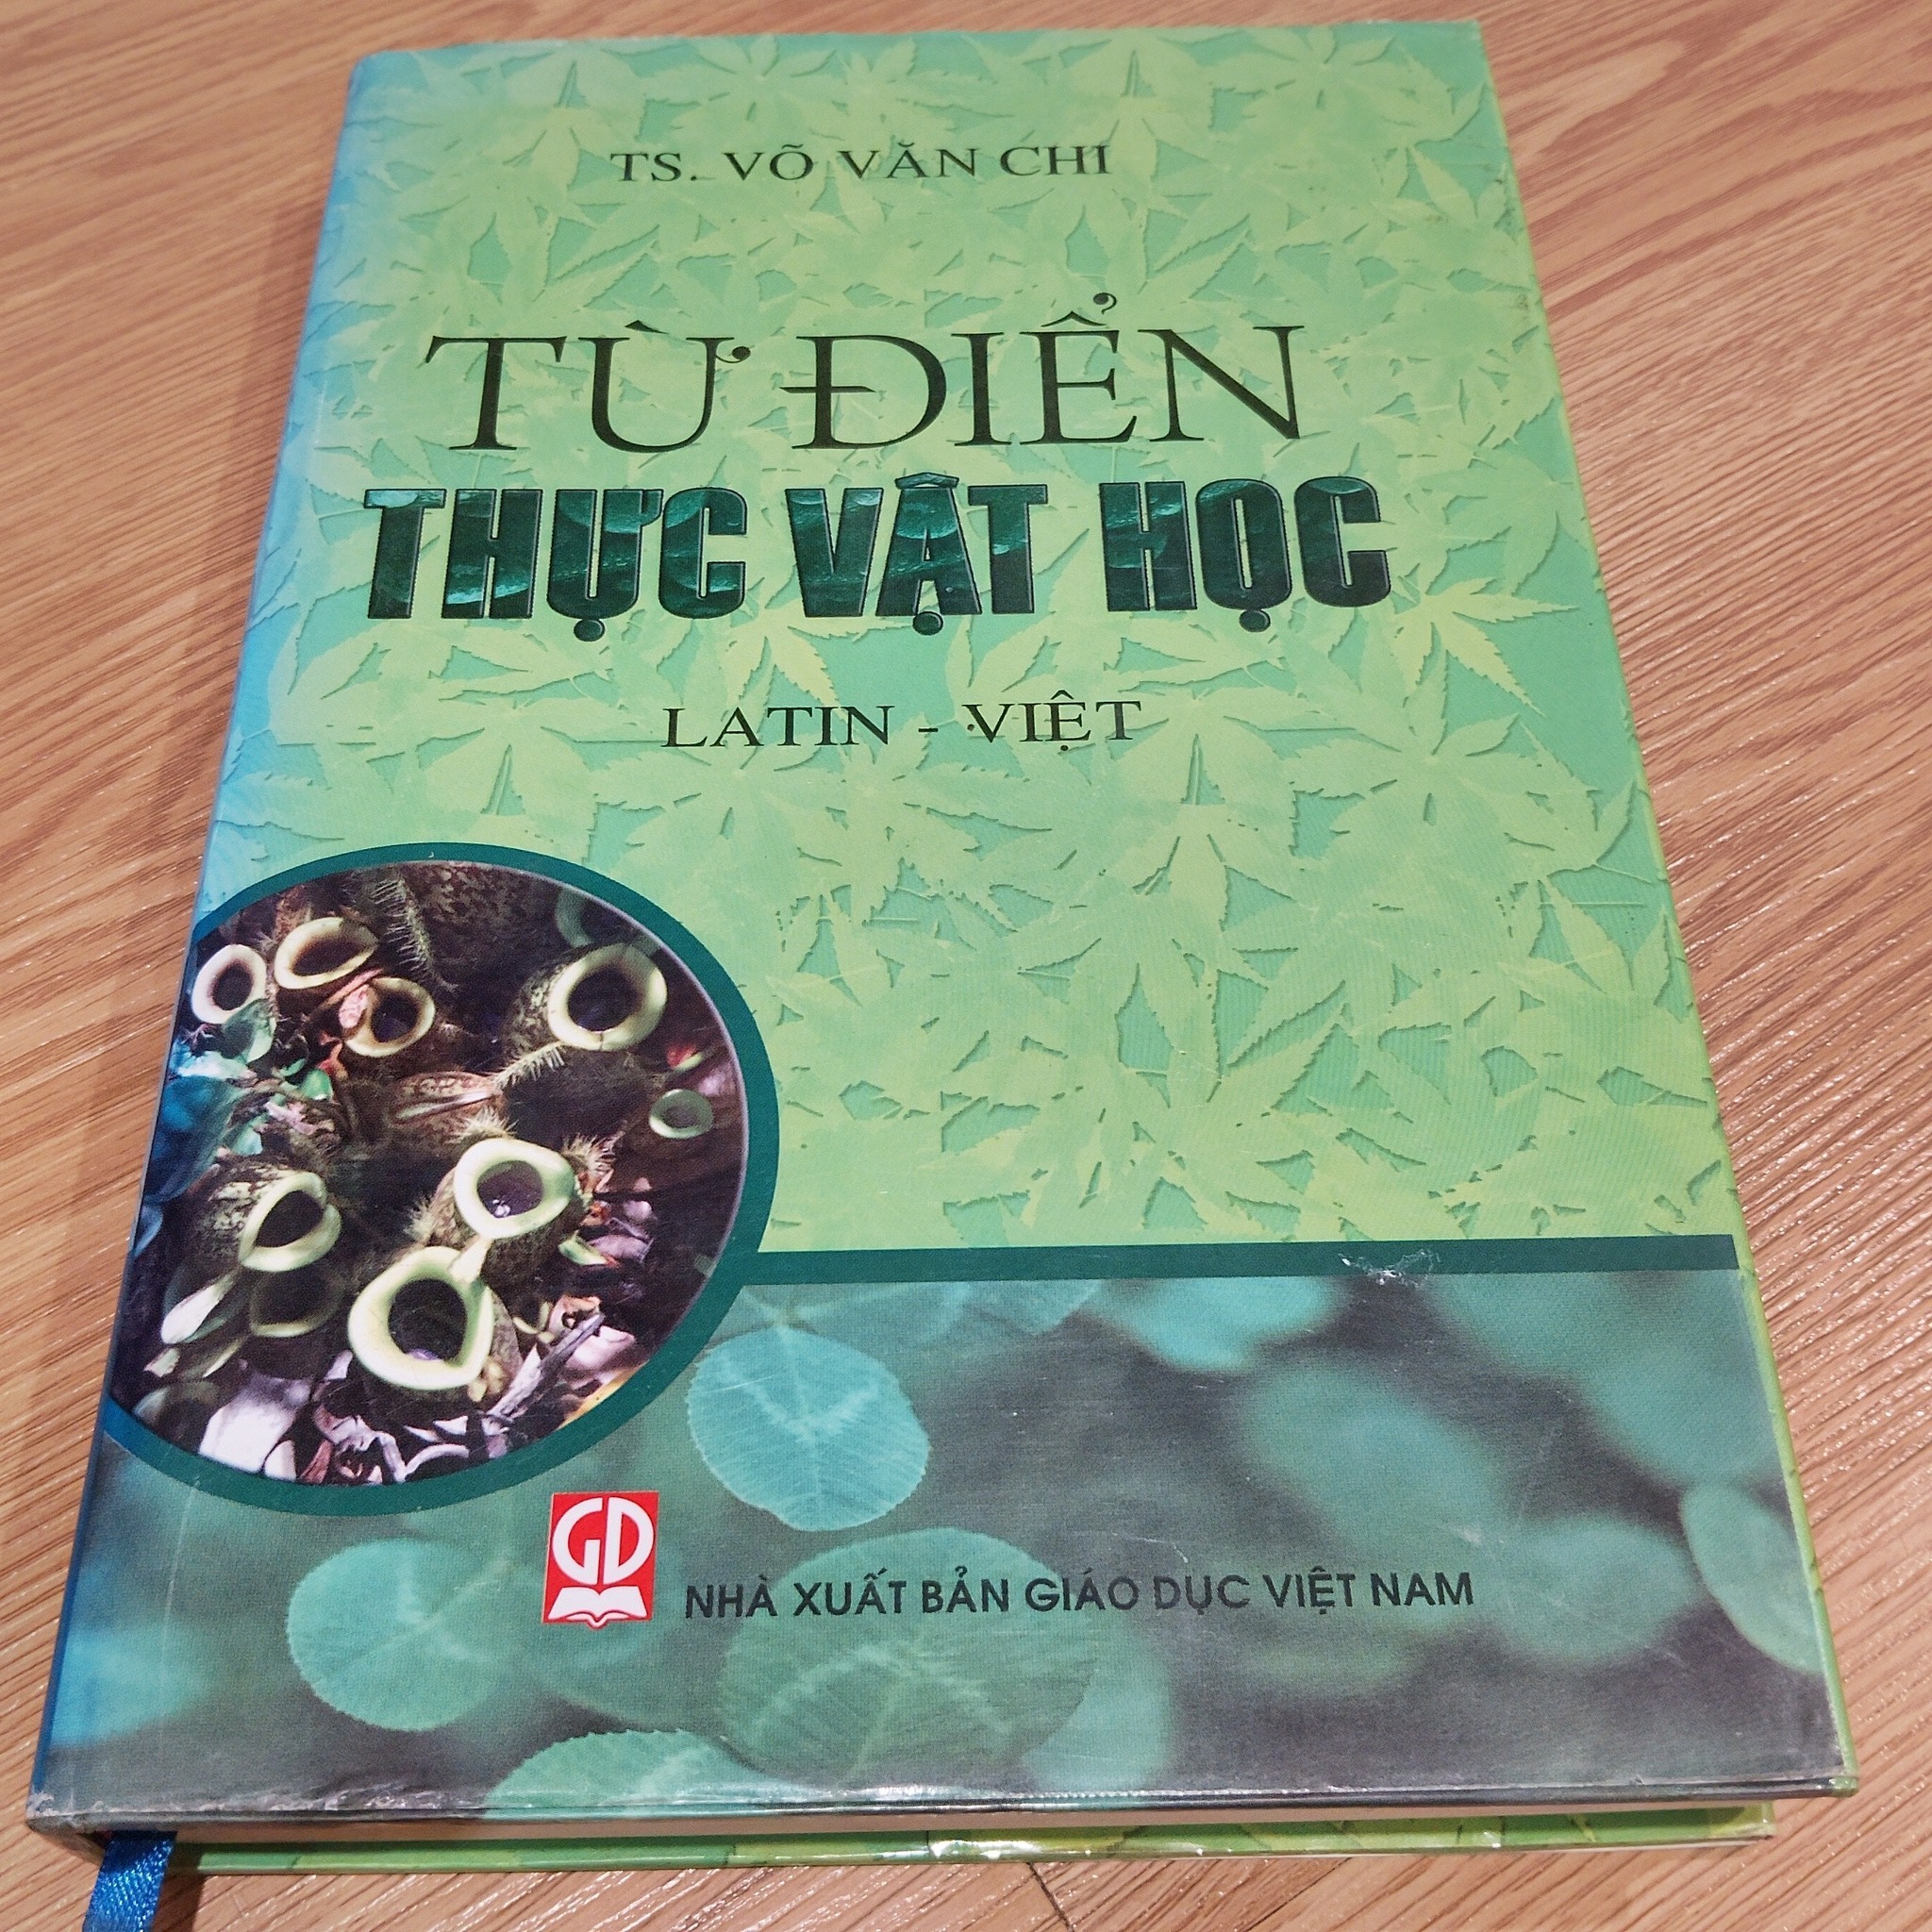 TS. VÕ VĂN CHI
TỪ ĐIỂN
THỰC VẬT HỌC
LATIN - VIỆT
GD
NHÀ XUẤT BẢN GIÁO DỤC VIỆT NAM